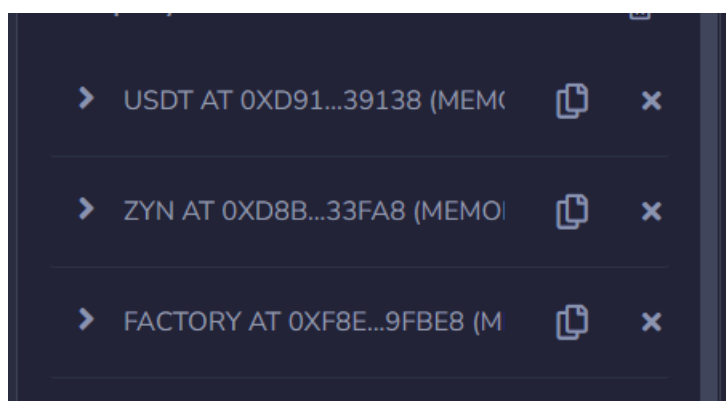 USDT AT 0XD91...39138 (MEM
ZYN AT 0XD8B...33FA8 (MEMO
FACTORY AT 0XF8E...9FBE8 (M